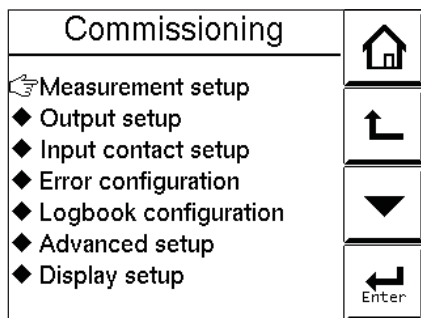 Commissioning
Measurement setup
Output setup
Input contact setup
Error configuration
Logbook configuration
Advanced setup
Display setup
Enter